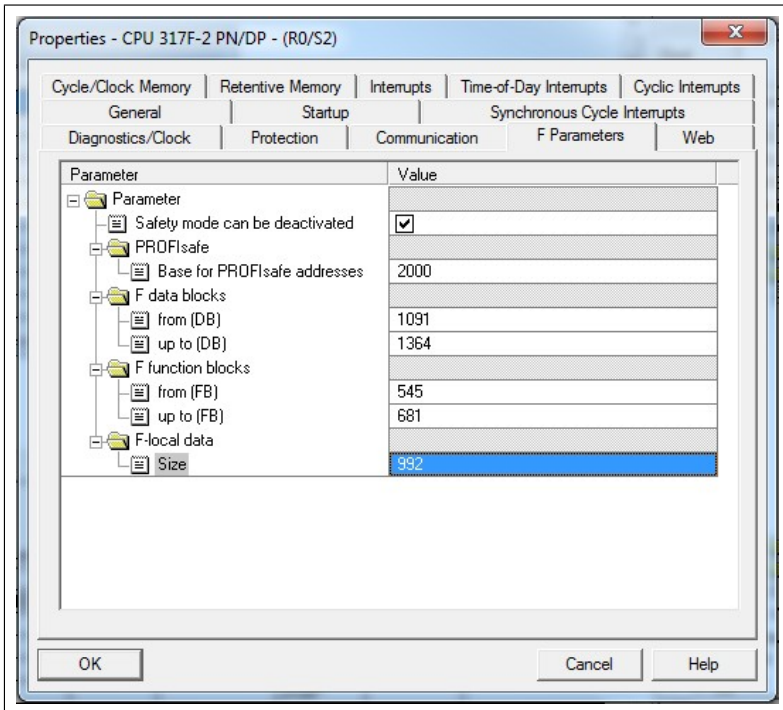 Properties - CPU 317F-2 PN/DP - (R0/S2)
Cycle/Clock Memory Retentive Memory Interrupts Time-of-Day Interrupts Cyclic Interrupts
General Startup Synchronous Cycle Interrupts
Diagnostics/Clock Protection Communication F Parameters Web
Parameter Value
Parameter
Safety mode can be deactivated
PROFIsafe
Base for PROFIsafe addresses 2000
F data blocks
from (DB) 1091
up to (DB) 1364
F function blocks
from (FB) 545
up to (FB) 681
F-local data
Size 992
OK Cancel Help